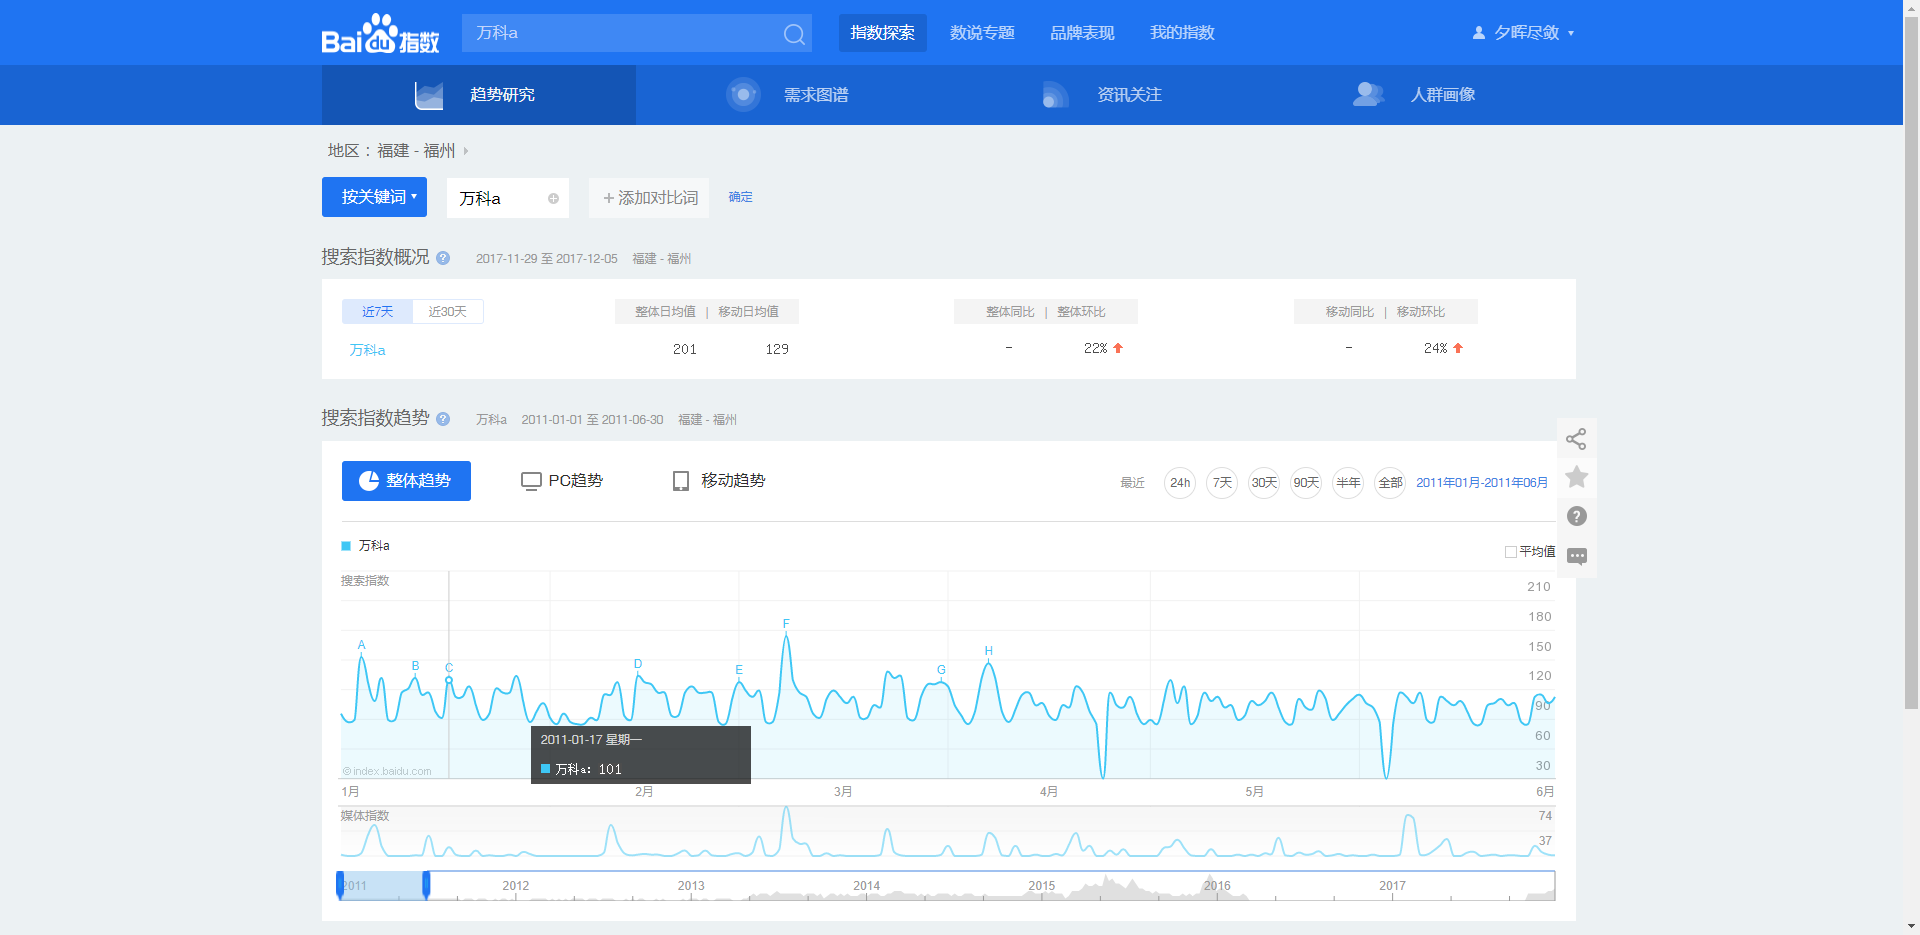 Bai du 指数
万科a
指数探索 数说专题 品牌表现 我的指数
夕晖尽敛
趋势研究 需求图谱 资讯关注 人群画像
地区： 福建 - 福州
按关键词 万科a + 添加对比词 确定
搜索指数概况 ? 2017-11-29 至 2017-12-05 福建 - 福州
近7天 近30天 整体日均值 | 移动日均值 整体同比 | 整体环比 移动同比 | 移动环比
万科a 201 129 - 22% - 24%
搜索指数趋势 ? 万科a 2011-01-01 至 2011-06-30 福建 - 福州
整体趋势 PC趋势 移动趋势 最近 24h 7天 30天 90天 半年 全部 2011年01月-2011年06月
?
万科a
平均值
搜索指数
210
180
150
120
90
60
30
A B C D E F G H
2011-01-17 星期一
万科a: 101
©index.baidu.com
1月 2月 3月 4月 5月 6月
媒体指数
74
37
2011 2012 2013 2014 2015 2016 2017